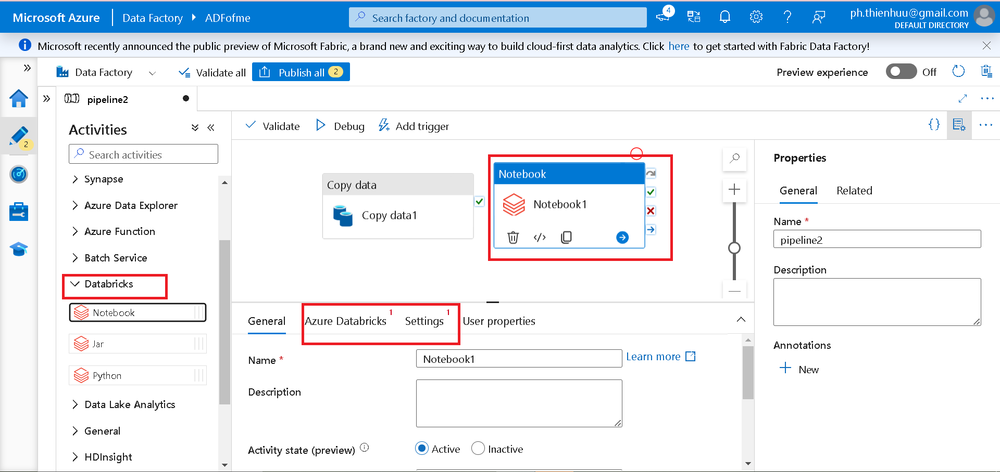 Microsoft Azure
Data Factory
ADFofme
Search factory and documentation
4
ph.thienhuu@gmail.com
DEFAULT DIRECTORY
Microsoft recently announced the public preview of Microsoft Fabric, a brand new and exciting way to build cloud-first data analytics. Click here to get started with Fabric Data Factory!
Data Factory
Validate all
Publish all 2
Preview experience
Off
pipeline2
2
Activities
Search activities
Synapse
Azure Data Explorer
Azure Function
Batch Service
Databricks
Notebook
Jar
Python
Data Lake Analytics
General
HDInsight
Validate
Debug
Add trigger
Copy data
Copy data1
Notebook
Notebook1
General
Azure Databricks 1
Settings 1
User properties
Name *
Notebook1
Learn more
Description
Activity state (preview)
Active
Inactive
Properties
General
Related
Name *
pipeline2
Description
Annotations
New